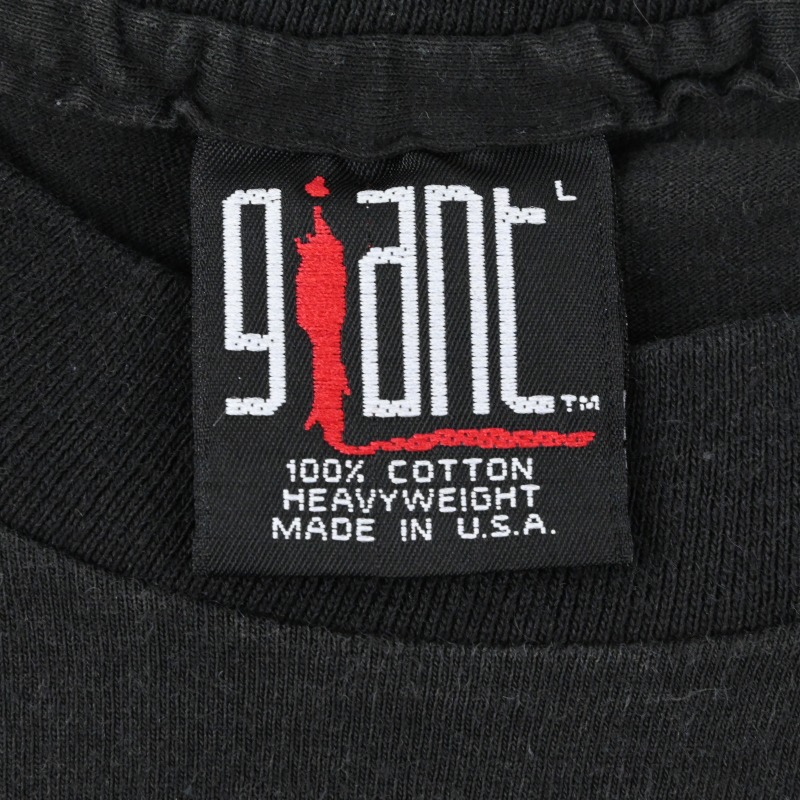 giant L
™
100% COTTON
HEAVYWEIGHT
MADE IN U.S.A.